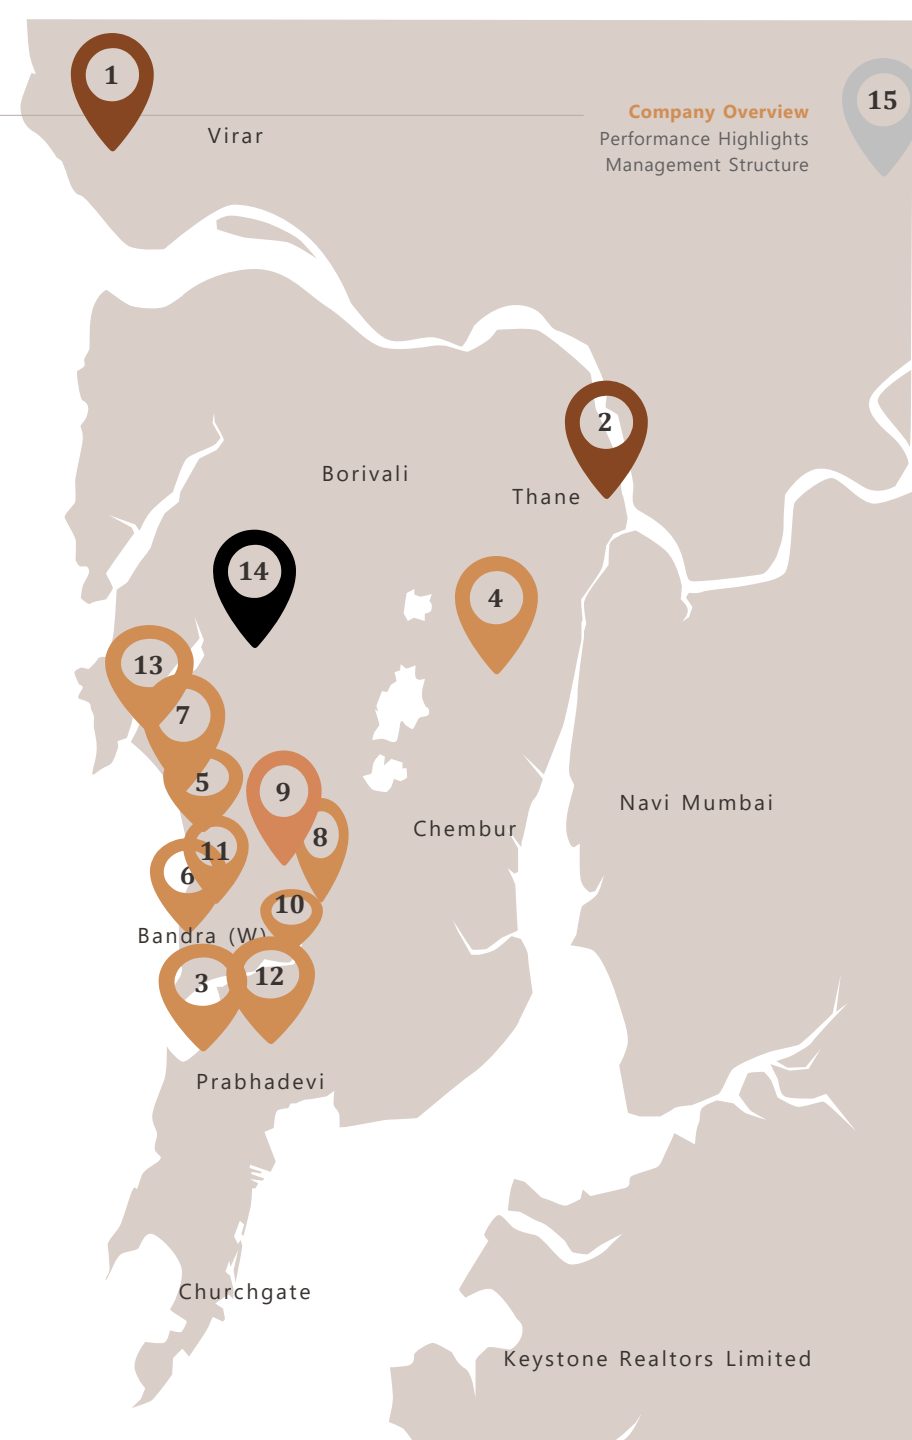 1
15
Company Overview
Virar
Performance Highlights
Management Structure
2
Borivali
Thane
14
4
13
7
5
9
Navi Mumbai
Chembur
8
11
6
10
Bandra (W)
12
3
Prabhadevi
Churchgate
Keystone Realtors Limited